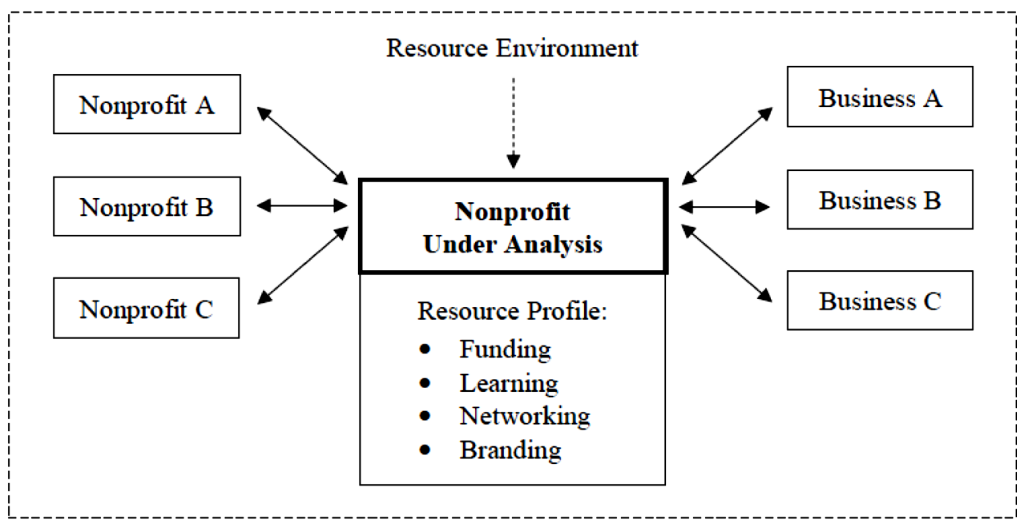 Resource Environment
Nonprofit A
Nonprofit B
Nonprofit C
Nonprofit
Under Analysis
Resource Profile:
• Funding
• Learning
• Networking
• Branding
Business A
Business B
Business C